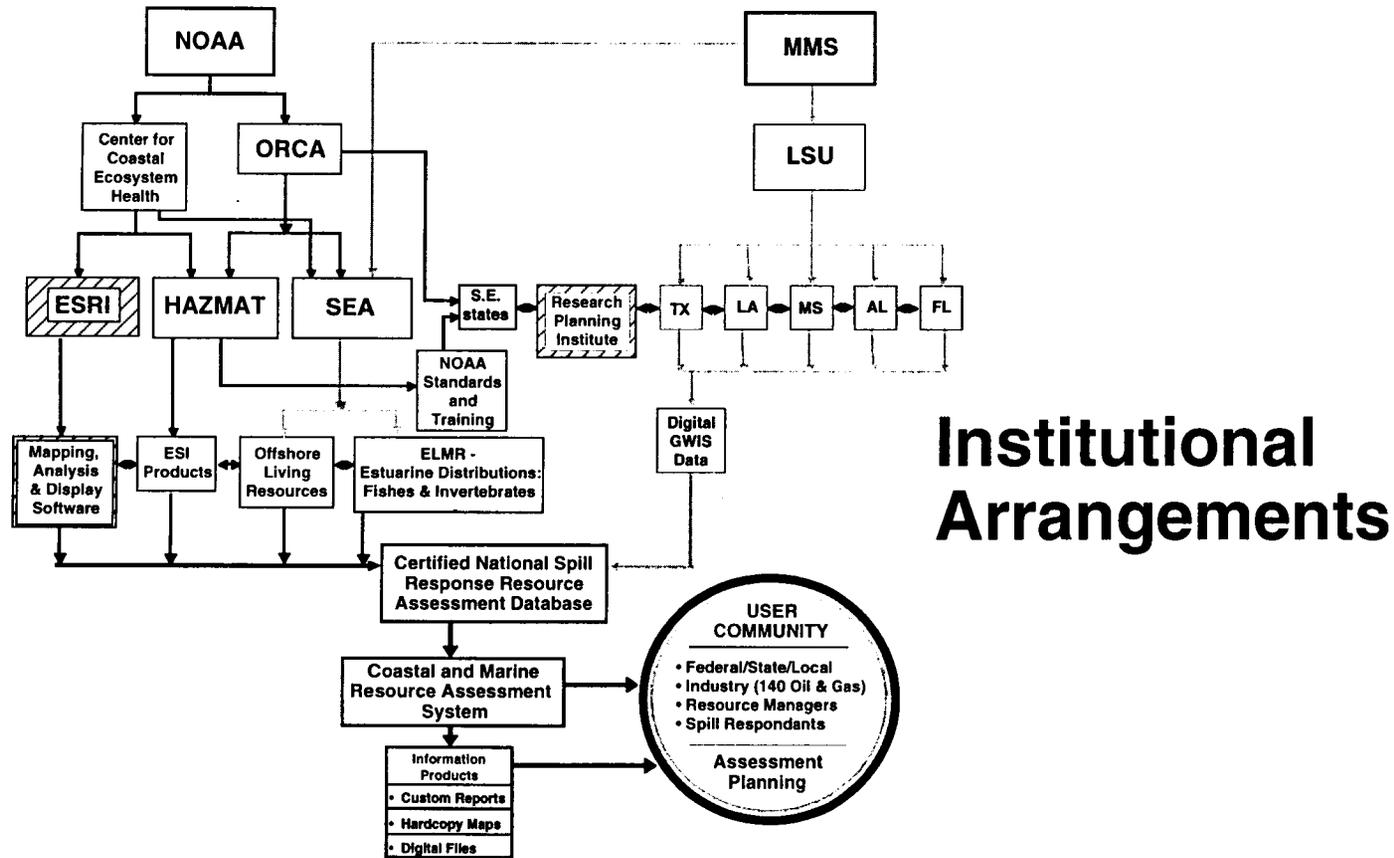 NOAA
MMS
Center for
Coastal
Ecosystem
Health
ORCA
LSU
ESRI
HAZMAT
SEA
S.E.
states
Research
Planning
Institute
TX
LA
MS
AL
FL
NOAA
Standards
and
Training
Mapping,
Analysis
& Display
Software
ESI
Products
Offshore
Living
Resources
ELMR -
Estuarine Distributions:
Fishes & Invertebrates
Digital
GWIS
Data
Institutional
Arrangements
Certified National Spill
Response Resource
Assessment Database
Coastal and Marine
Resource Assessment
System
USER
COMMUNITY
• Federal/State/Local
• Industry (140 Oil & Gas)
• Resource Managers
• Spill Respondants
Assessment
Planning
Information
Products
• Custom Reports
• Hardcopy Maps
• Digital Files